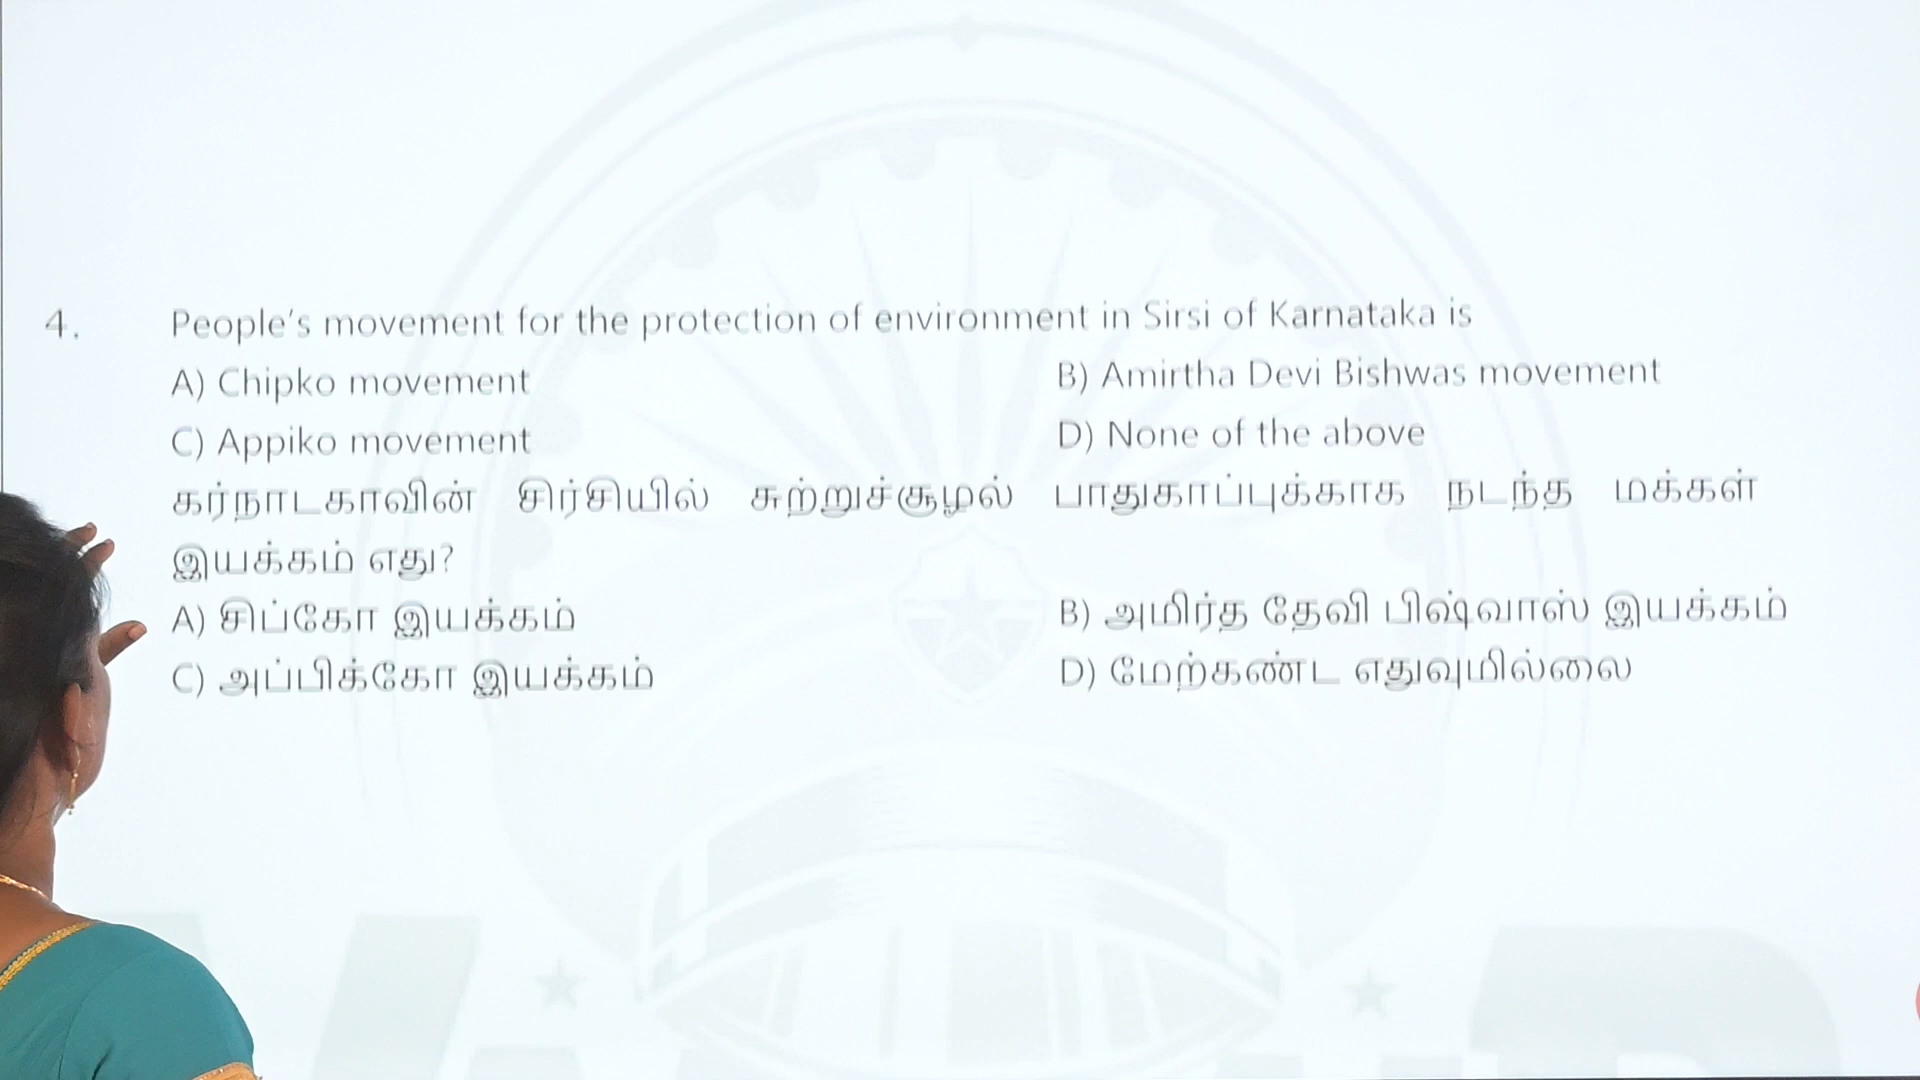 4. People's movement for the protection of environment in Sirsi of Karnataka is
A) Chipko movement B) Amirtha Devi Bishwas movement
C) Appiko movement D) None of the above
கர்நாடகாவின் சிர்சியில் சுற்றுச்சூழல் பாதுகாப்புக்காக நடந்த மக்கள்
இயக்கம் எது?
A) சிப்கோ இயக்கம் B) அமிர்த தேவி பிஷ்வாஸ் இயக்கம்
C) அப்பிக்கோ இயக்கம் D) மேற்கண்ட எதுவுமில்லை